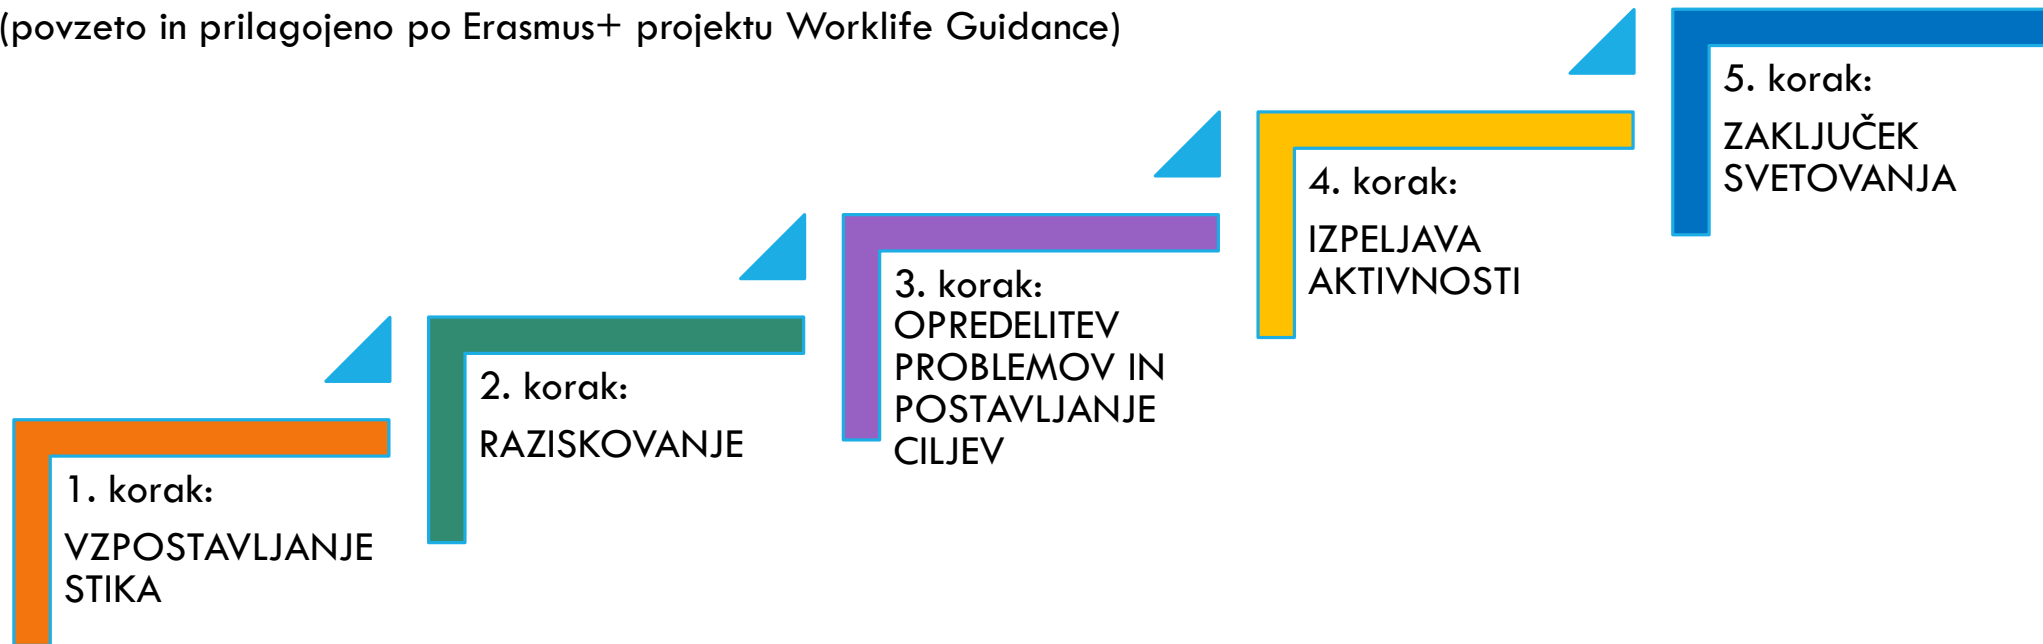 (povzeto in prilagojeno po Erasmus+ projektu Worklife Guidance)
1. korak:
VZPOSTAVLJANJE
STIKA
2. korak:
RAZISKOVANJE
3. korak:
OPREDELITEV
PROBLEMOV IN
POSTAVLJANJE
CILJEV
4. korak:
IZPELJAVA
AKTIVNOSTI
5. korak:
ZAKLJUČEK
SVETOVANJA